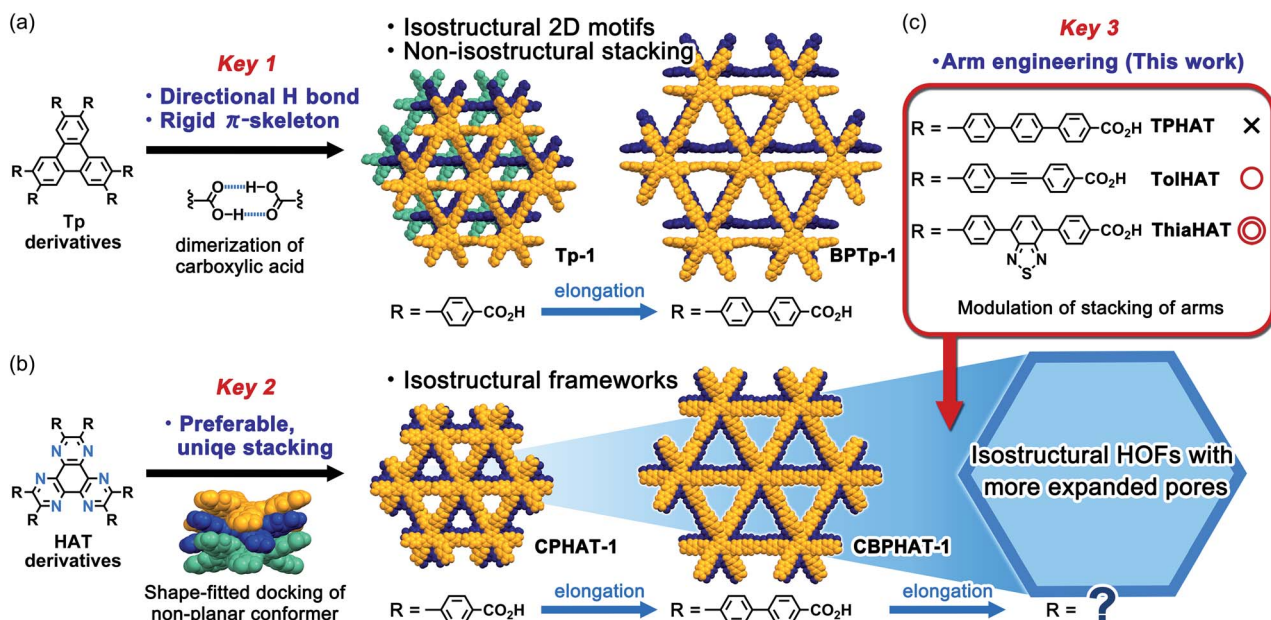 (a)
Key 1
• Directional H bond
• Rigid π-skeleton
R R
R R
R R
Tp
derivatives
O H-O
O-H O
dimerization of
carboxylic acid
• Isostructural 2D motifs
• Non-isostructural stacking
Tp-1
BPTp-1
R = CO₂H
elongation
R = CO₂H
(b)
Key 2
• Preferable,
uniqe stacking
R R
N N
R N N R
R N N R
HAT
derivatives
Shape-fitted docking of
non-planar conformer
• Isostructural frameworks
CPHAT-1
CBPHAT-1
R = CO₂H
elongation
R = CO₂H
elongation
R = ?
(c)
Key 3
•Arm engineering (This work)
R = CO₂H TPHAT ×
R = CO₂H TolHAT ○
R = CO₂H ThiaHAT ◎
N N
S
Modulation of stacking of arms
Isostructural HOFs with
more expanded pores